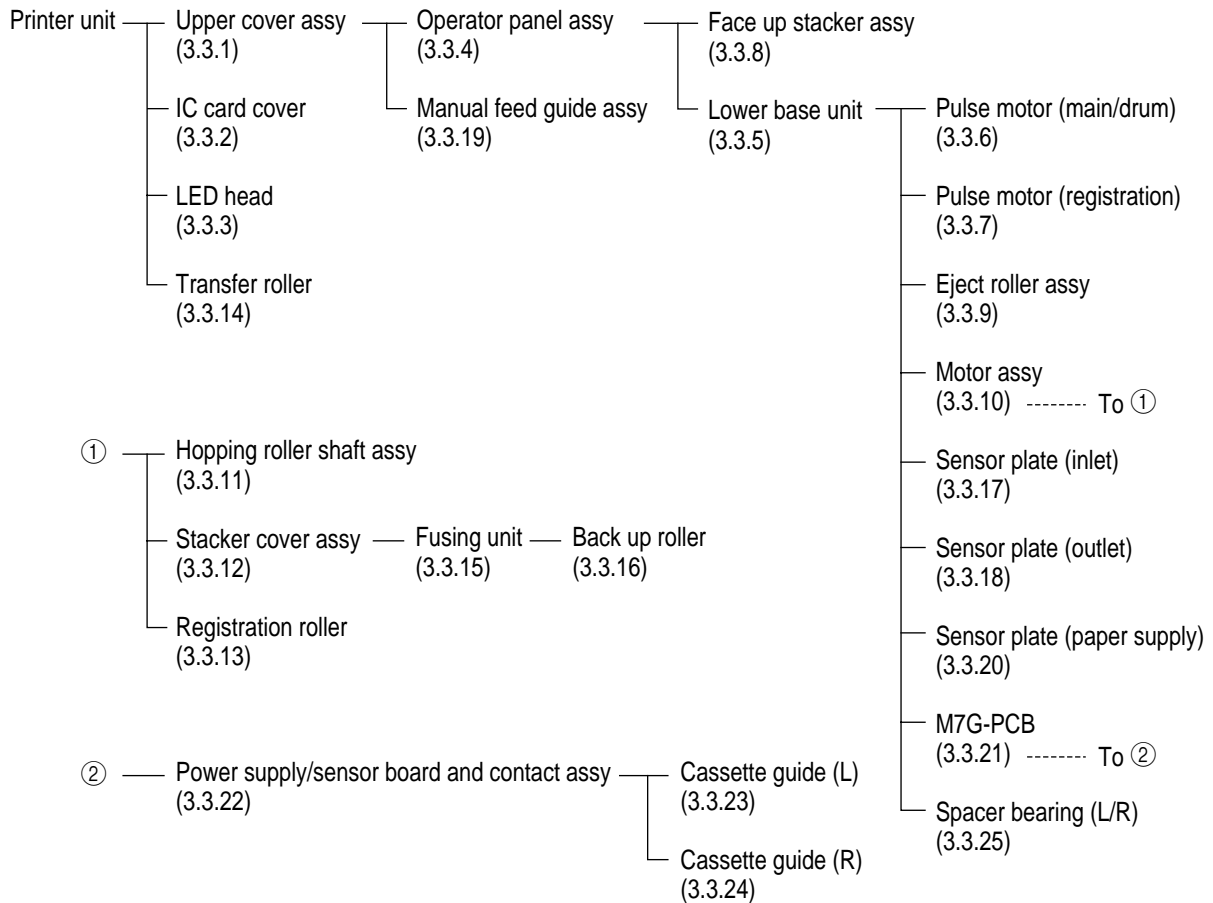 Printer unit
Upper cover assy
(3.3.1)
Operator panel assy
(3.3.4)
Face up stacker assy
(3.3.8)
IC card cover
(3.3.2)
Manual feed guide assy
(3.3.19)
Lower base unit
(3.3.5)
Pulse motor (main/drum)
(3.3.6)
LED head
(3.3.3)
Pulse motor (registration)
(3.3.7)
Transfer roller
(3.3.14)
Eject roller assy
(3.3.9)
Motor assy
(3.3.10) -------- To ①
① Hopping roller shaft assy
(3.3.11)
Sensor plate (inlet)
(3.3.17)
Stacker cover assy
(3.3.12)
Fusing unit
(3.3.15)
Back up roller
(3.3.16)
Sensor plate (outlet)
(3.3.18)
Registration roller
(3.3.13)
Sensor plate (paper supply)
(3.3.20)
M7G-PCB
(3.3.21) -------- To ②
② Power supply/sensor board and contact assy
(3.3.22)
Cassette guide (L)
(3.3.23)
Spacer bearing (L/R)
(3.3.25)
Cassette guide (R)
(3.3.24)